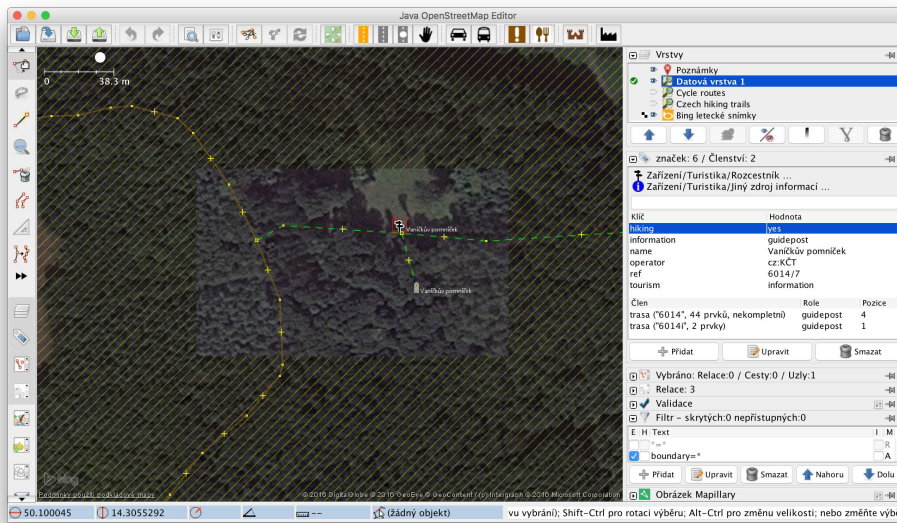 Java OpenStreetMap Editor
0 38.3 m
Vaníčkův pomníček
Vaníčkův pomníček
bing
Podmínky použití podkladové mapy
© 2016 DigitalGlobe © 2016 GeoEye © GeoContent / (p) Intergraph © 2016 Microsoft Corporation
Vrstvy
Poznámky
Datová vrstva 1
Cycle routes
Czech hiking trails
Bing letecké snímky
značek: 6 / Členství: 2
Zařízení/Turistika/Rozcestník ...
Zařízení/Turistika/Jiný zdroj informací ...
Klíč Hodnota
hiking yes
information guidepost
name Vaníčkův pomníček
operator cz:KČT
ref 6014/7
tourism information
Člen Role Pozice
trasa ("6014", 44 prvků, nekompletní) guidepost 4
trasa ("6014i", 2 prvky) guidepost 1
Přidat Upravit Smazat
Vybráno: Relace:0 / Cesty:0 / Uzly:1
Relace: 3
Validace
Filtr – skrytých:0 nepřístupných:0
E H Text I M
*=* R
boundary=* A
Přidat Upravit Smazat Nahoru Dolu
Obrázek Mapillary
50.100045 14.3055292 -- (žádný objekt) vu vybrání); Shift-Ctrl pro rotaci výběru; Alt-Ctrl pro změnu velikosti; nebo změňte výbě